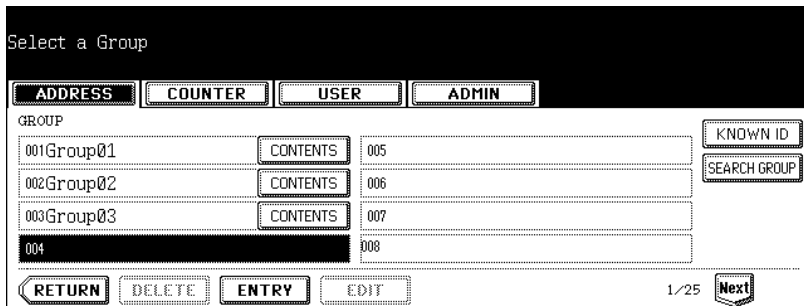 Select a Group
ADDRESS COUNTER USER ADMIN
GROUP
KNOWN ID
001Group01 CONTENTS 005
SEARCH GROUP
002Group02 CONTENTS 006
003Group03 CONTENTS 007
004 008
RETURN DELETE ENTRY EDIT 1/25 Next